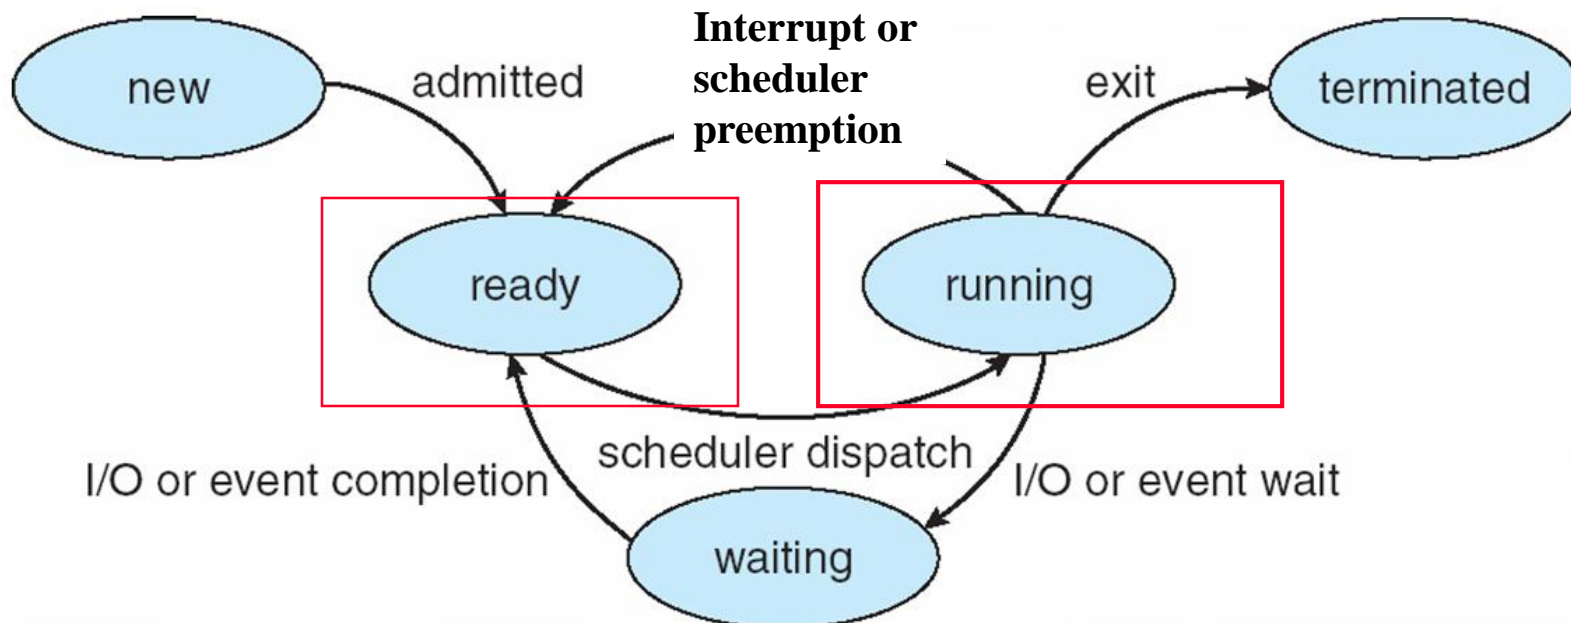 new
admitted
Interrupt or
scheduler
preemption
exit
terminated
ready
running
I/O or event completion
scheduler dispatch
I/O or event wait
waiting